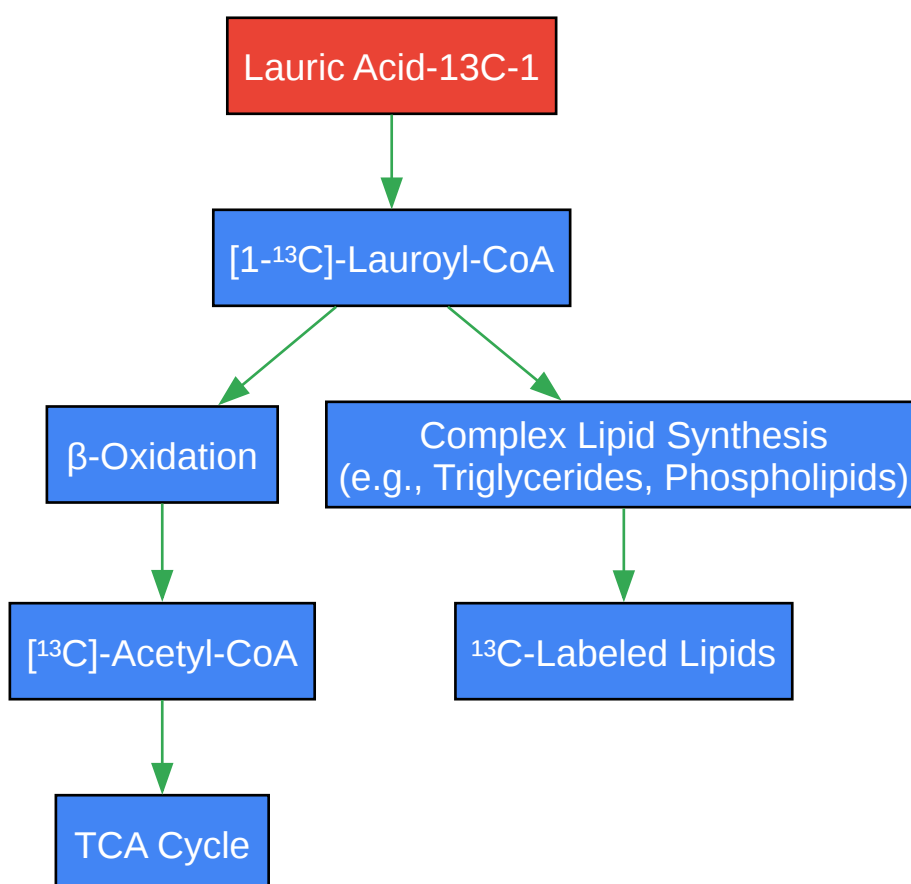 Lauric Acid-13C-1
[1-¹³C]-Lauroyl-CoA
β-Oxidation
Complex Lipid Synthesis
(e.g., Triglycerides, Phospholipids)
[¹³C]-Acetyl-CoA
¹³C-Labeled Lipids
TCA Cycle